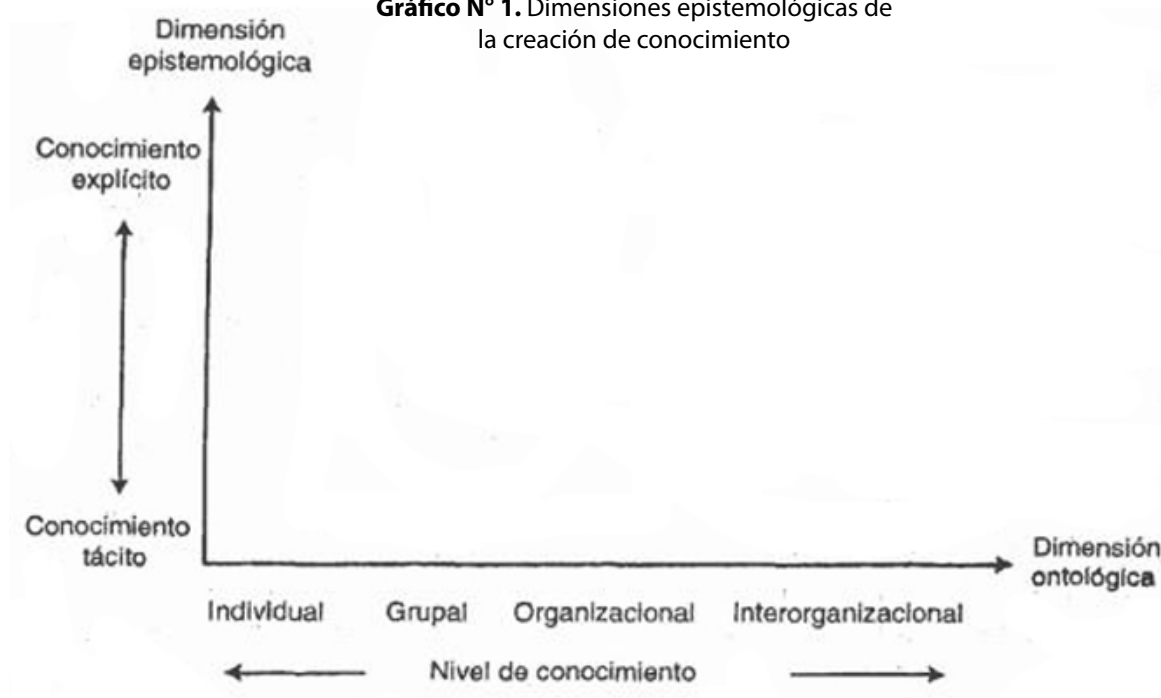 Gráfico N° 1. Dimensiones epistemológicas de
la creación de conocimiento
Dimensión
epistemológica
Conocimiento
explícito
Conocimiento
tácito
Dimensión
ontológica
Individual Grupal Organizacional Interorganizacional
Nivel de conocimiento